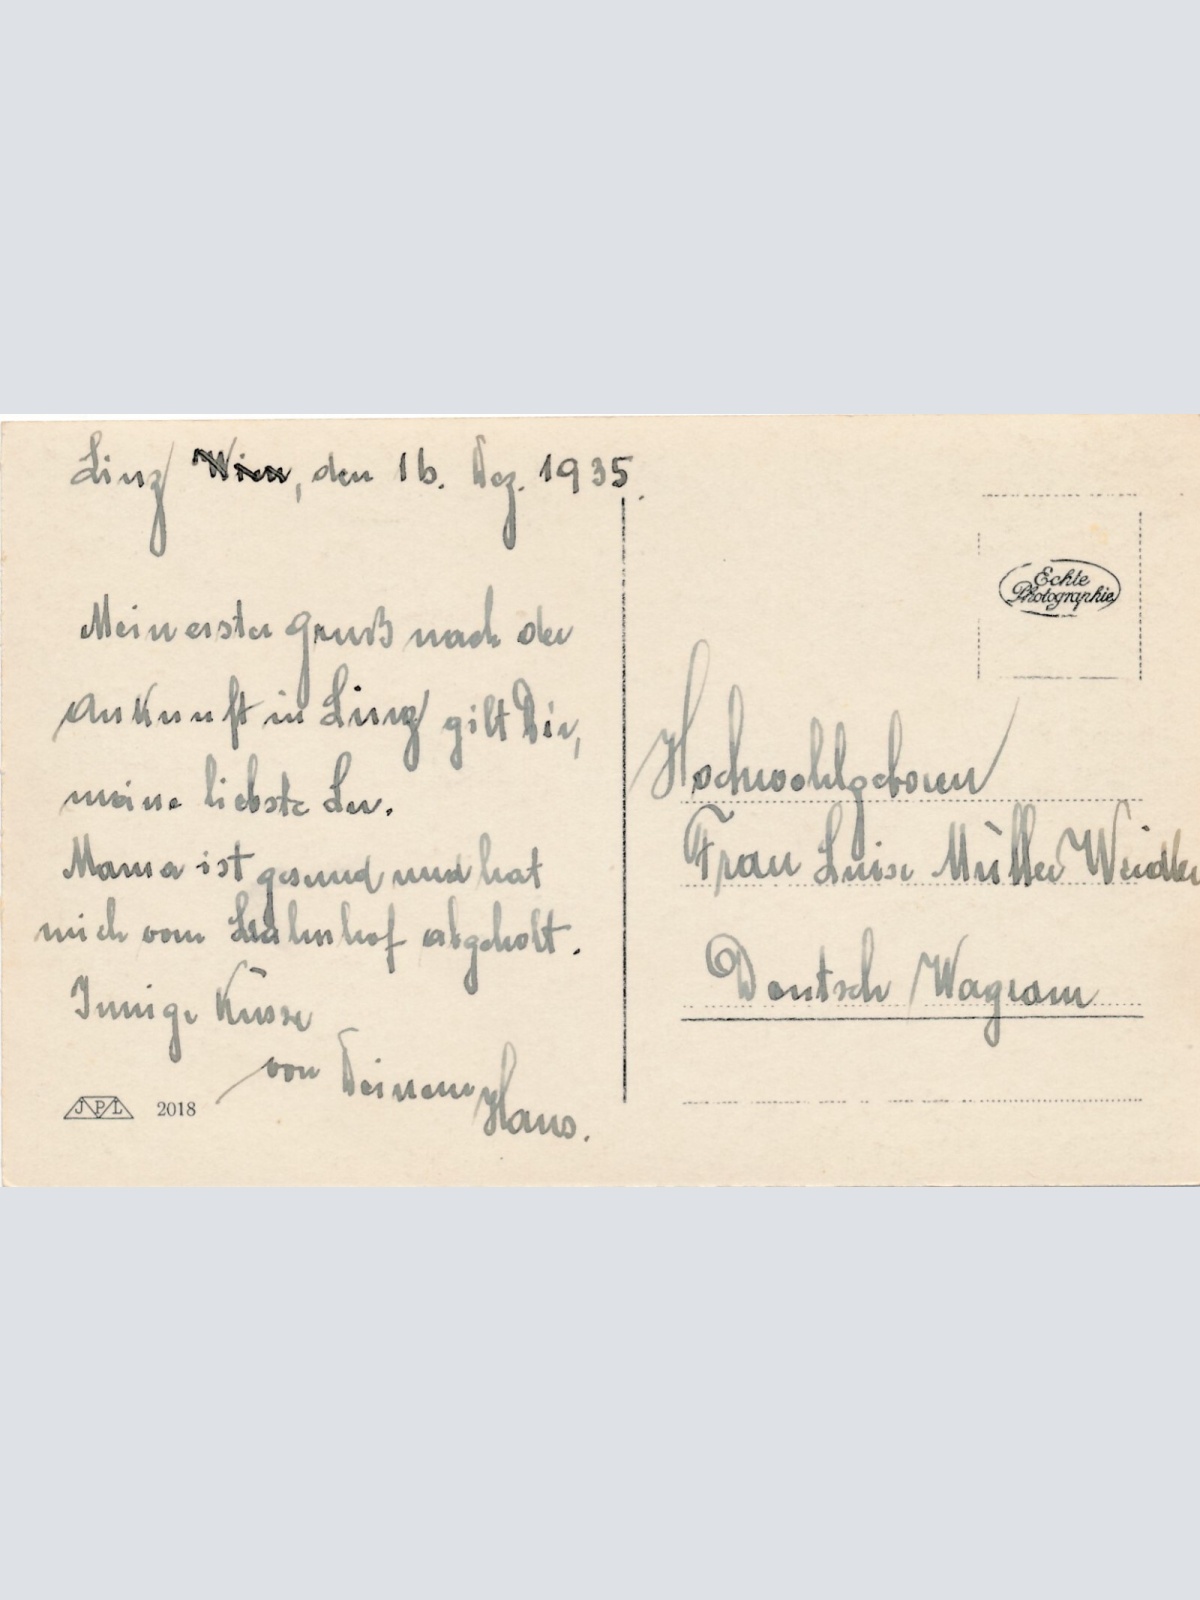 Linz Wien, den 16. Dez. 1935.
Mein erster Gruß nach der
Ankunft in Linz gilt Dir,
meine liebste Lu.
Mama ist gesund und hat
mich vom Bahnhof abgeholt.
Innige Küsse
von Deinem
Hans.
JPL 2018
Echte
Photographie
Hochwohlgeboren
Frau Luise Müller Weidler
Deutsch Wagram